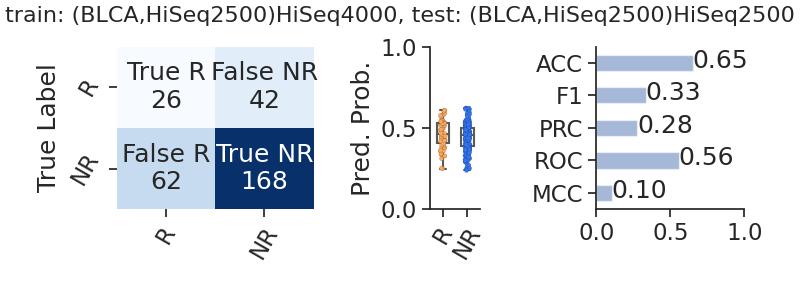 train: (BLCA,HiSeq2500)HiSeq4000, test: (BLCA,HiSeq2500)HiSeq2500
True Label
R
NR
True R
26
False NR
42
False R
62
True NR
168
R
NR
Pred. Prob.
1.0
0.5
0.0
R
NR
ACC
F1
PRC
ROC
MCC
0.65
0.33
0.28
0.56
0.10
0.0
0.5
1.0